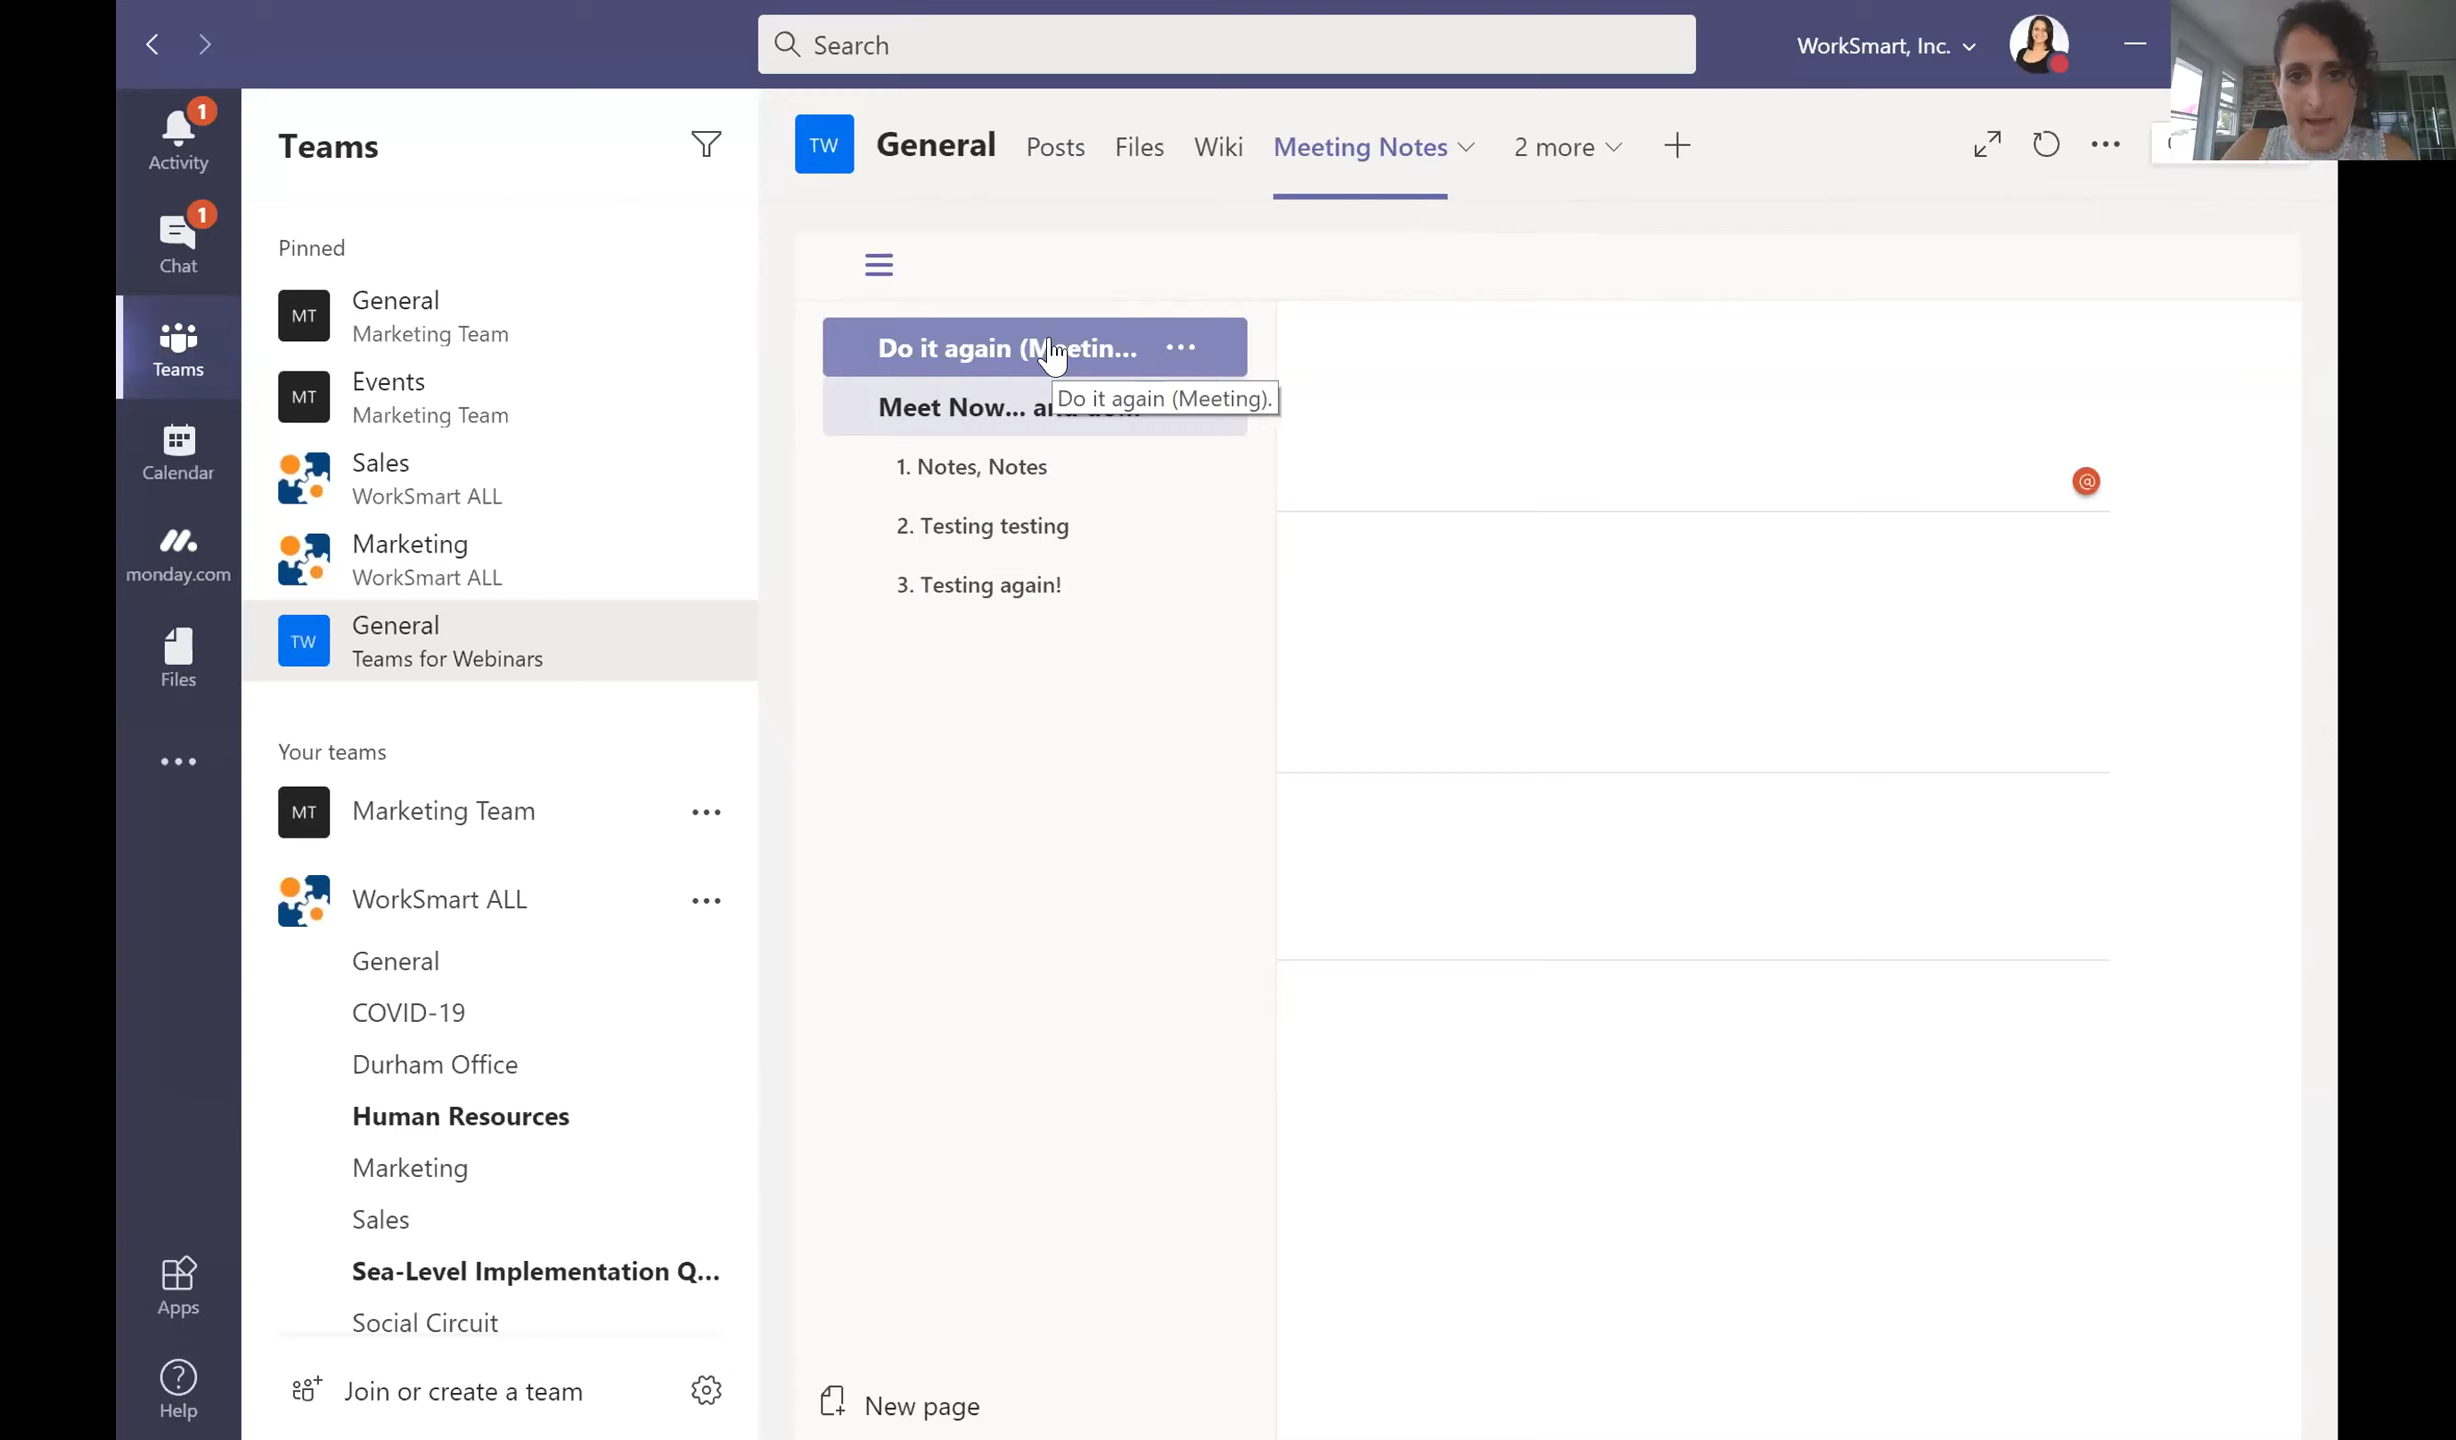 Search
WorkSmart, Inc.
1
Activity
1
Chat
Teams
Calendar
monday.com
Files
Apps
Help
Teams
Pinned
MT
General
Marketing Team
MT
Events
Marketing Team
Sales
WorkSmart ALL
Marketing
WorkSmart ALL
TW
General
Teams for Webinars
Your teams
MT
Marketing Team
WorkSmart ALL
General
COVID-19
Durham Office
Human Resources
Marketing
Sales
Sea-Level Implementation Q...
Social Circuit
Join or create a team
TW
General
Posts
Files
Wiki
Meeting Notes
2 more
Do it again (Meetin...
Do it again (Meeting).
Meet Now...
1. Notes, Notes
2. Testing testing
3. Testing again!
@
New page